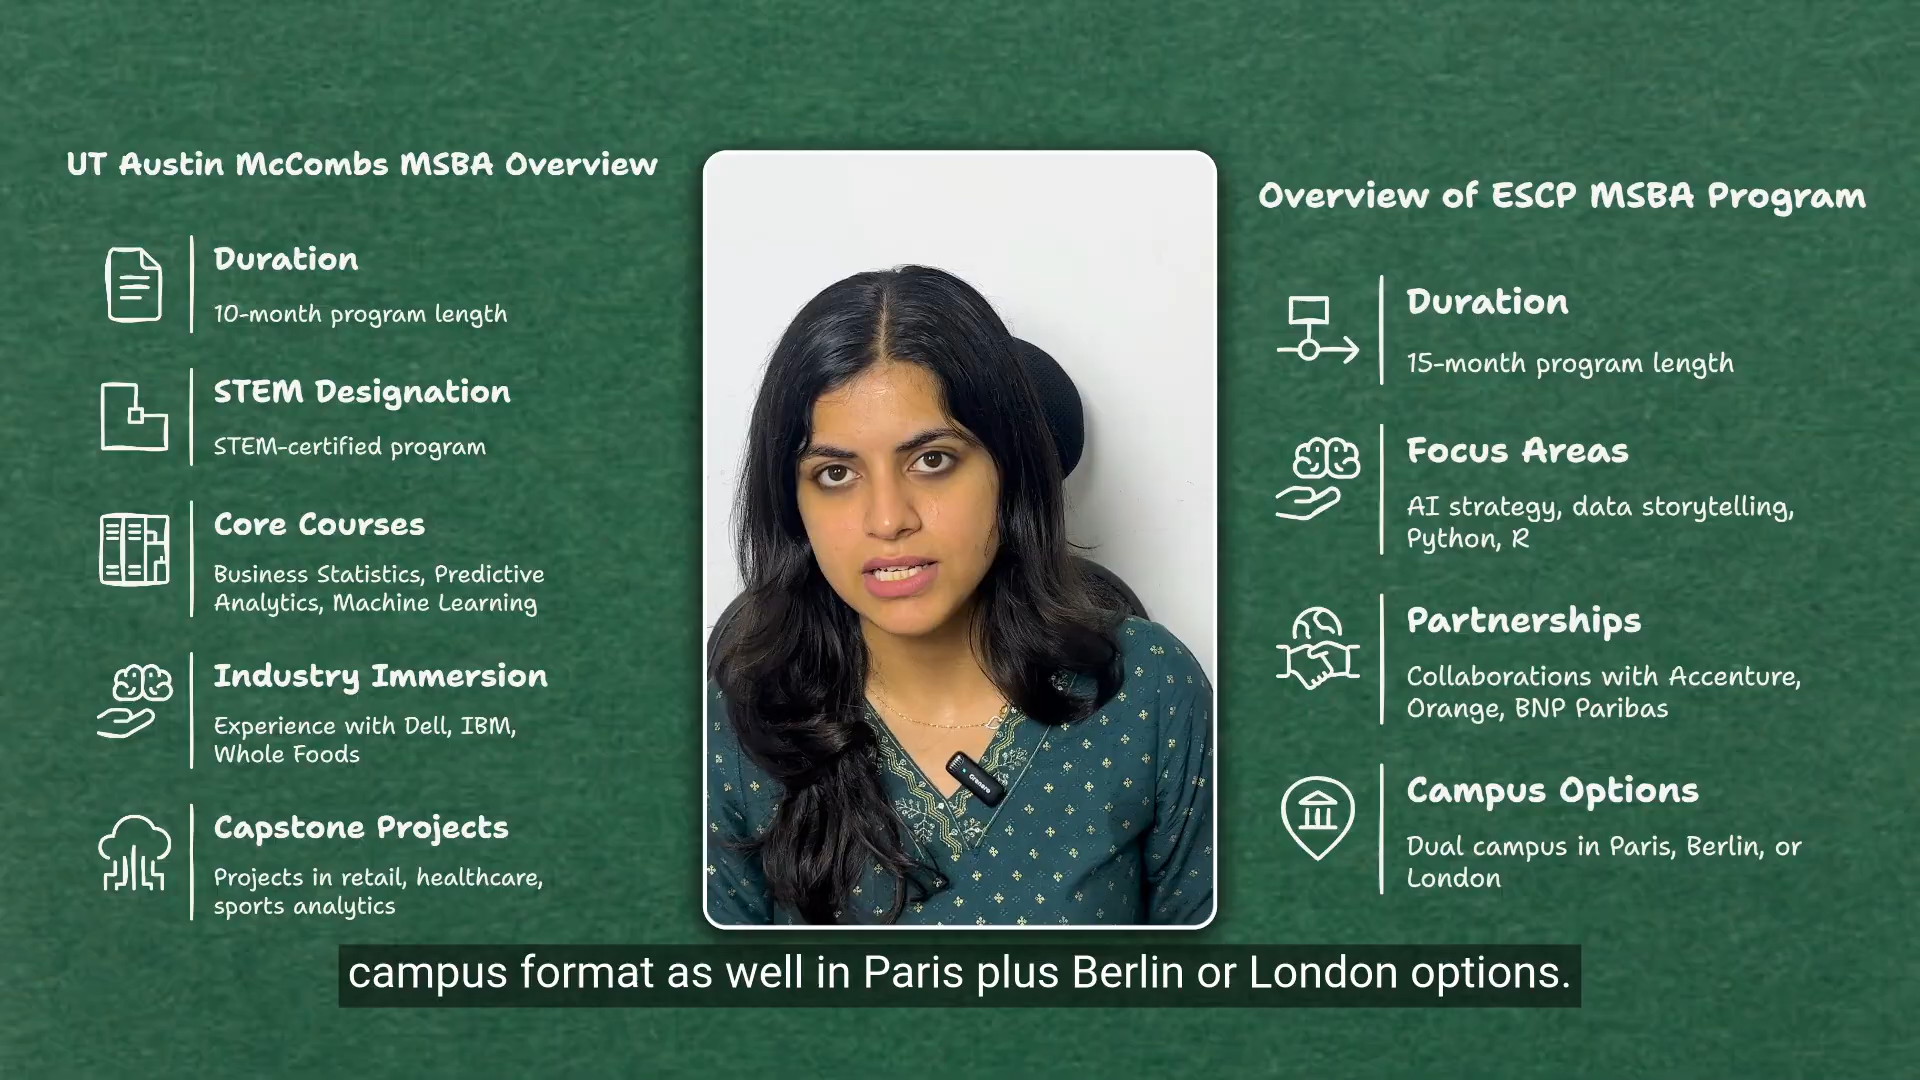 UT Austin McCombs MSBA Overview
Duration
10-month program length
STEM Designation
STEM-certified program
Core Courses
Business Statistics, Predictive
Analytics, Machine Learning
Industry Immersion
Experience with Dell, IBM,
Whole Foods
Capstone Projects
Projects in retail, healthcare,
sports analytics
Overview of ESCP MSBA Program
Duration
15-month program length
Focus Areas
AI strategy, data storytelling,
Python, R
Partnerships
Collaborations with Accenture,
Orange, BNP Paribas
Campus Options
Dual campus in Paris, Berlin, or
London
campus format as well in Paris plus Berlin or London options.